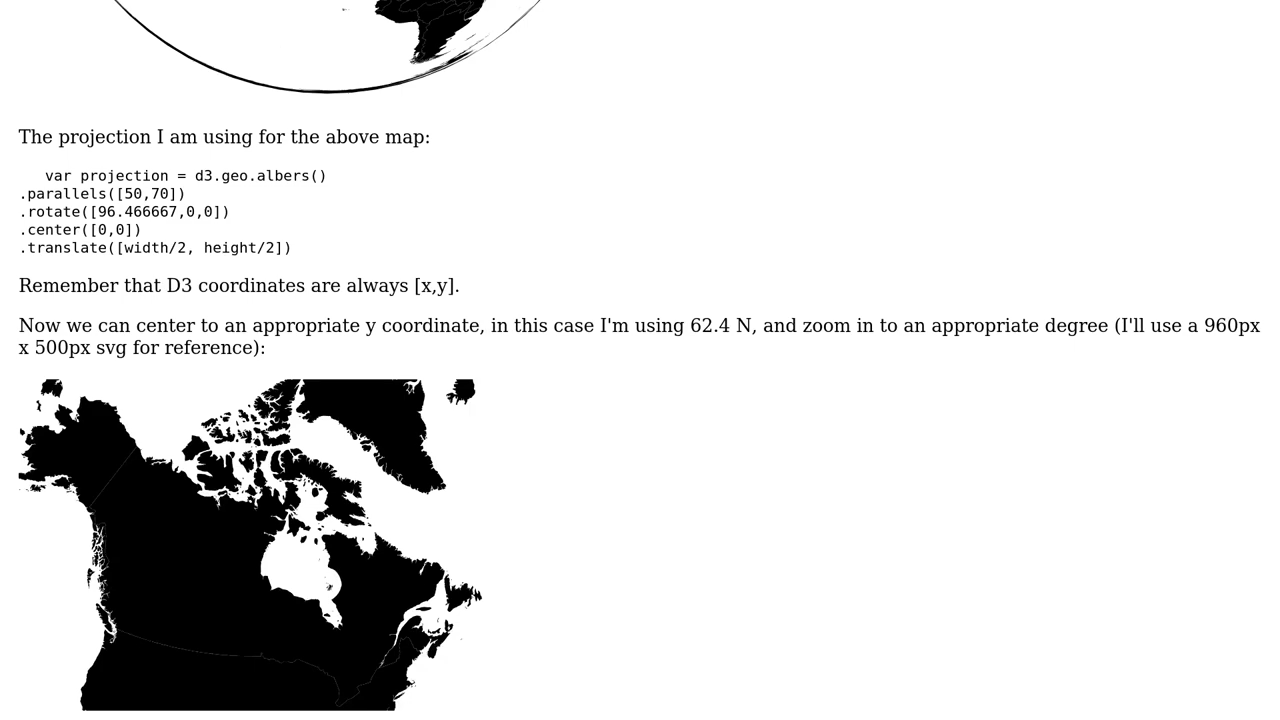 The projection I am using for the above map:
var projection = d3.geo.albers()
.parallels([50,70])
.rotate([96.466667,0,0])
.center([0,0])
.translate([width/2, height/2])
Remember that D3 coordinates are always [x,y].
Now we can center to an appropriate y coordinate, in this case I'm using 62.4 N, and zoom in to an appropriate degree (I'll use a 960px
x 500px svg for reference):